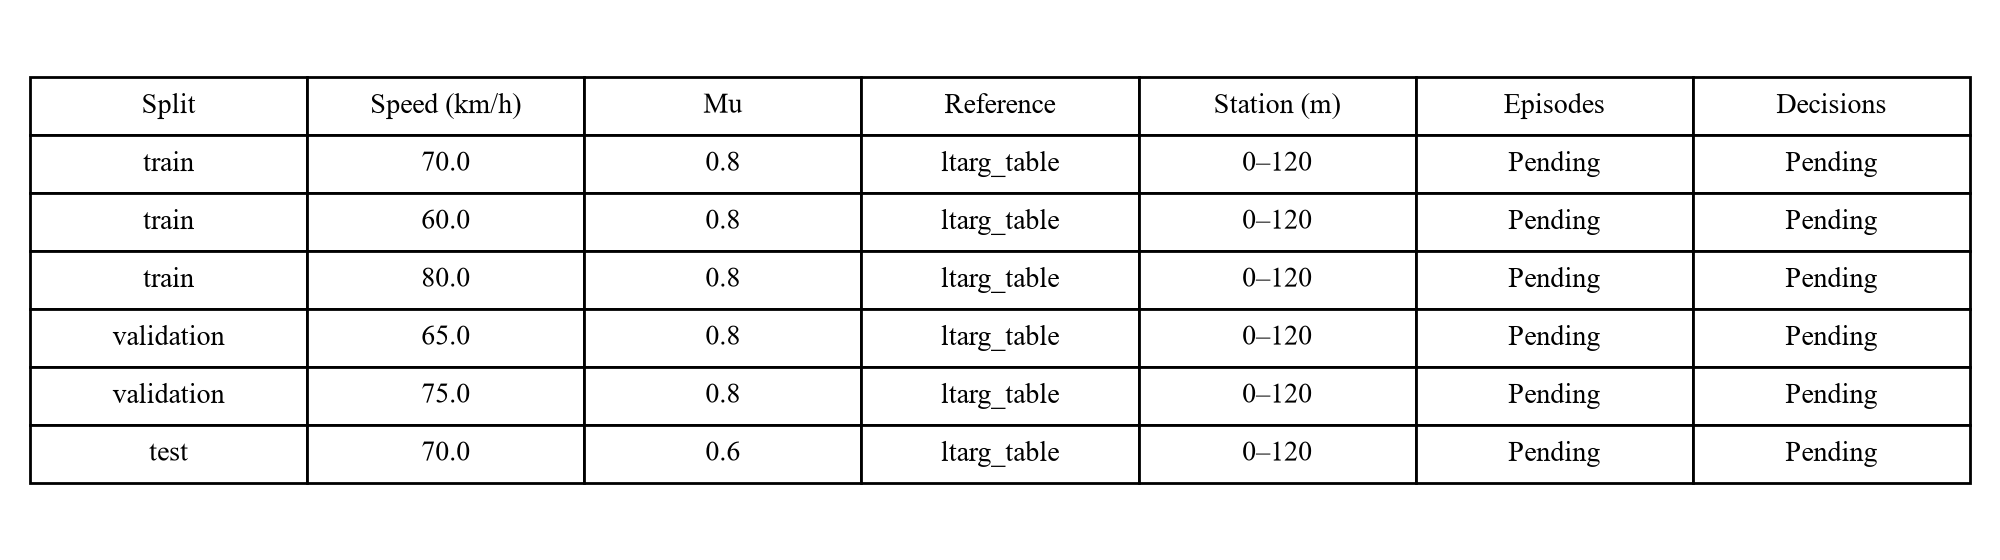 Split Speed (km/h) Mu Reference Station (m) Episodes Decisions
train 70.0 0.8 ltarg_table 0–120 Pending Pending
train 60.0 0.8 ltarg_table 0–120 Pending Pending
train 80.0 0.8 ltarg_table 0–120 Pending Pending
validation 65.0 0.8 ltarg_table 0–120 Pending Pending
validation 75.0 0.8 ltarg_table 0–120 Pending Pending
test 70.0 0.6 ltarg_table 0–120 Pending Pending